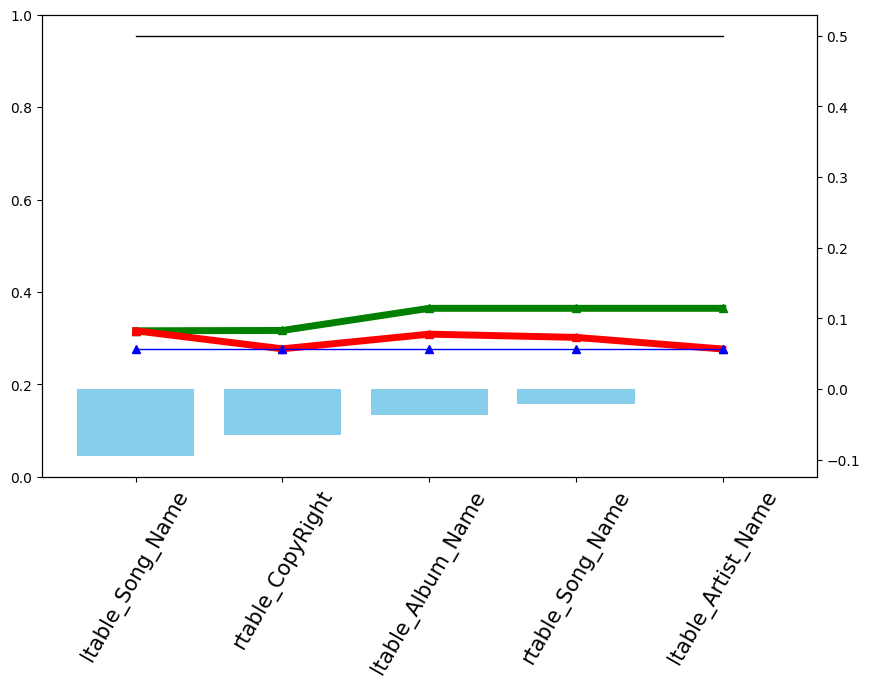 1.0
0.8
0.6
0.4
0.2
0.0
0.5
0.4
0.3
0.2
0.1
0.0
−0.1
ltable_Song_Name
rtable_CopyRight
ltable_Album_Name
rtable_Song_Name
ltable_Artist_Name